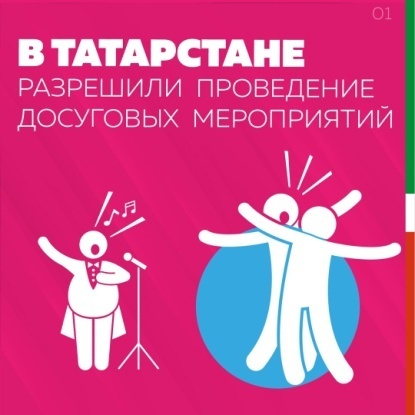 01
В ТАТАРСТАНЕ
РАЗРЕШИЛИ ПРОВЕДЕНИЕ
ДОСУГОВЫХ МЕРОПРИЯТИЙ